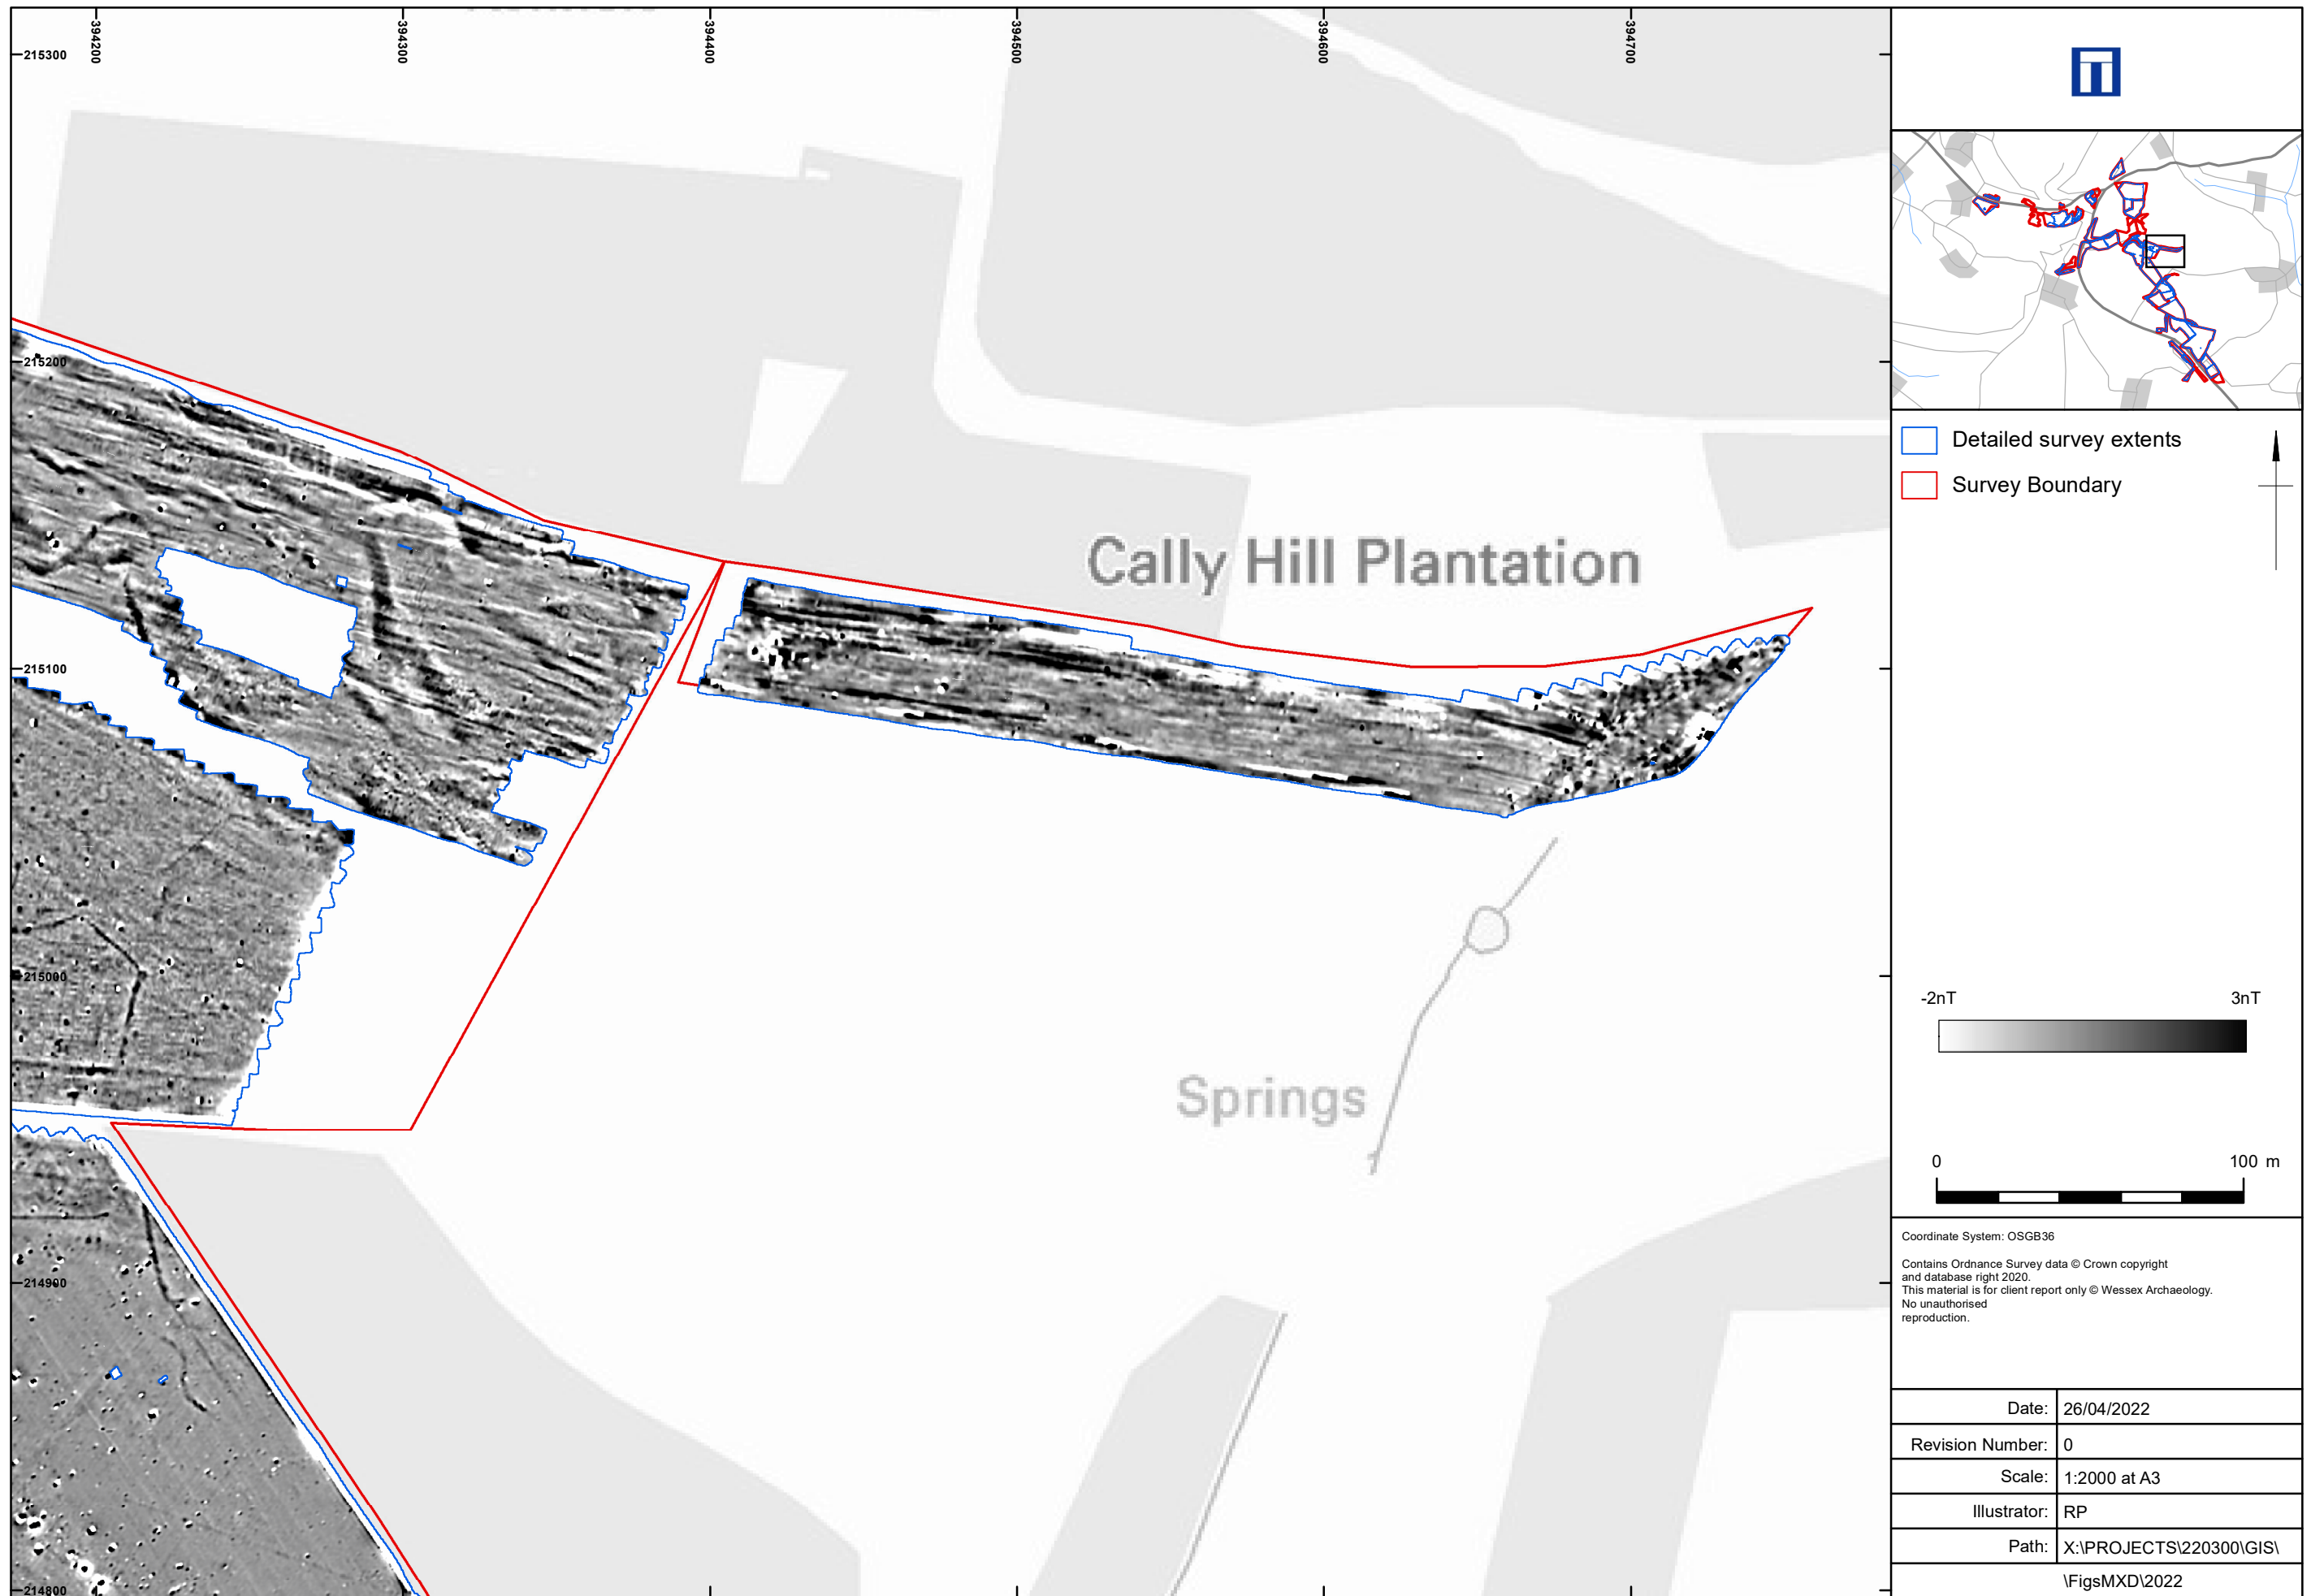 394200
394300
394400
394500
394600
394700
215300
215200
215100
215000
214900
214800
Cally Hill Plantation
Springs
Detailed survey extents
Survey Boundary
-2nT 3nT
0 100 m
Coordinate System: OSGB36
Contains Ordnance Survey data © Crown copyright
and database right 2020.
This material is for client report only © Wessex Archaeology.
No unauthorised
reproduction.
Date: 26/04/2022
Revision Number: 0
Scale: 1:2000 at A3
Illustrator: RP
Path: X:\PROJECTS\220300\GIS\
\FigsMXD\2022